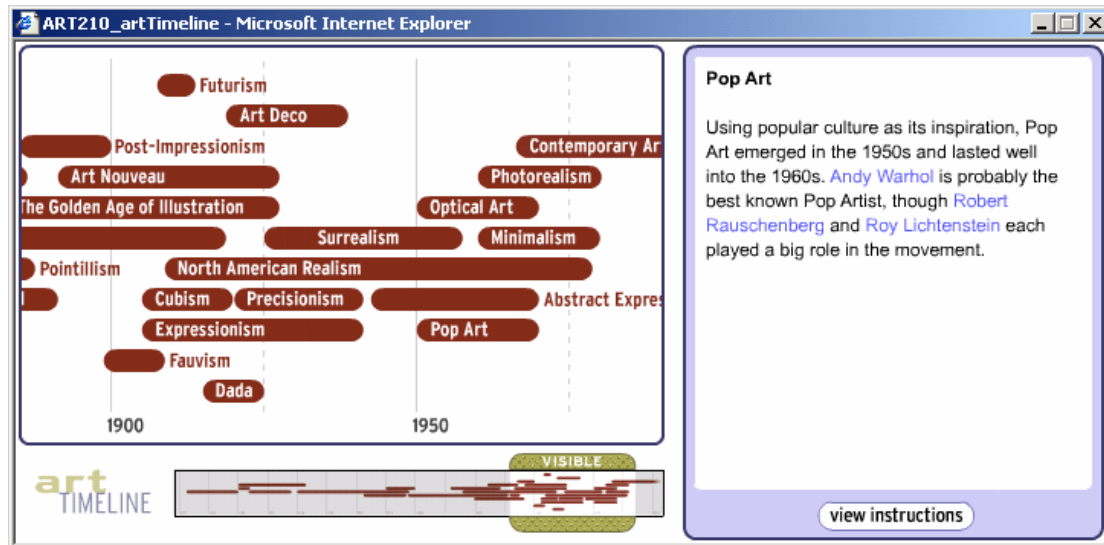 ART210_artTimeline - Microsoft Internet Explorer
Futurism
Art Deco
Post-Impressionism
Contemporary Ar
Art Nouveau
Photorealism
The Golden Age of Illustration
Optical Art
Surrealism
Minimalism
Pointillism
North American Realism
Cubism
Precisionism
Abstract Expres
Expressionism
Pop Art
Fauvism
Dada
1900
1950
art
TIMELINE
VISIBLE
Pop Art
Using popular culture as its inspiration, Pop
Art emerged in the 1950s and lasted well
into the 1960s. Andy Warhol is probably the
best known Pop Artist, though Robert
Rauschenberg and Roy Lichtenstein each
played a big role in the movement.
view instructions